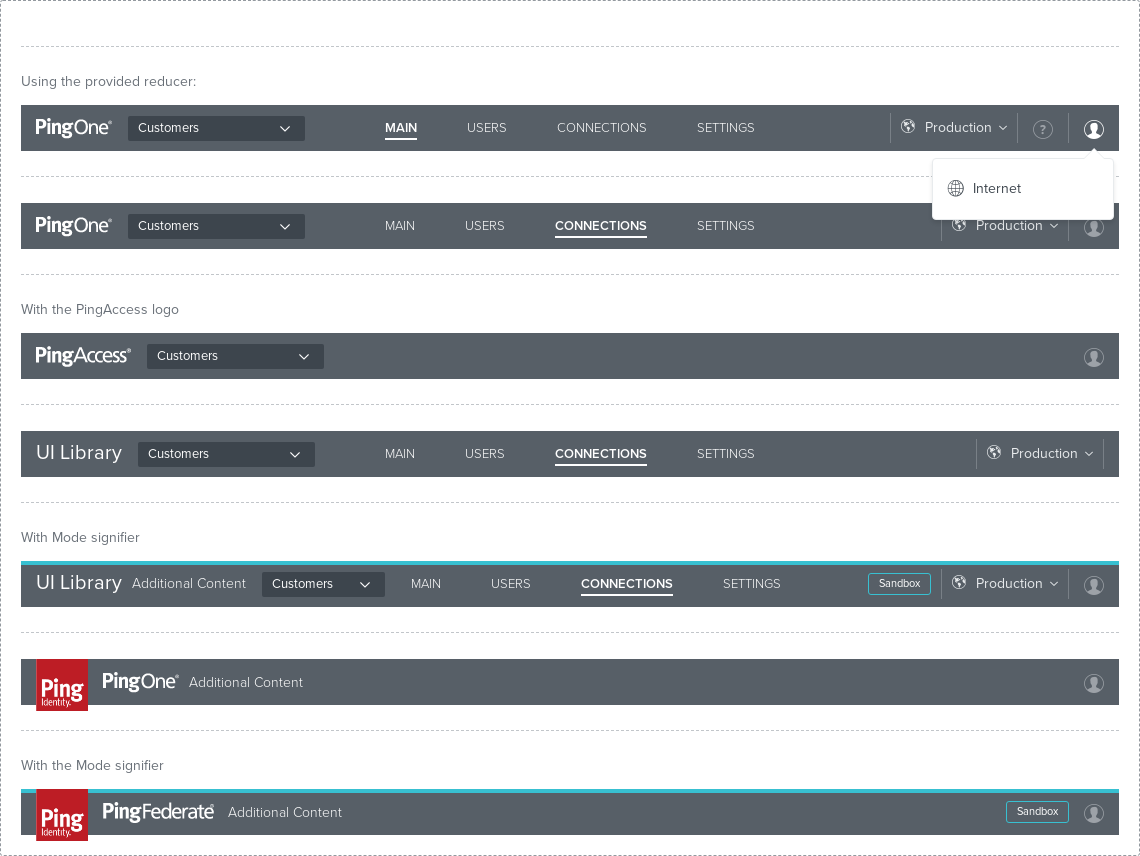 Using the provided reducer:
PingOne® Customers MAIN USERS CONNECTIONS SETTINGS Production ?
Internet
PingOne® Customers MAIN USERS CONNECTIONS SETTINGS Production
With the PingAccess logo
PingAccess® Customers
UI Library Customers MAIN USERS CONNECTIONS SETTINGS Production
With Mode signifier
UI Library Additional Content Customers MAIN USERS CONNECTIONS SETTINGS Sandbox Production
Ping Identity. PingOne® Additional Content
With the Mode signifier
Ping Identity. PingFederate® Additional Content Sandbox